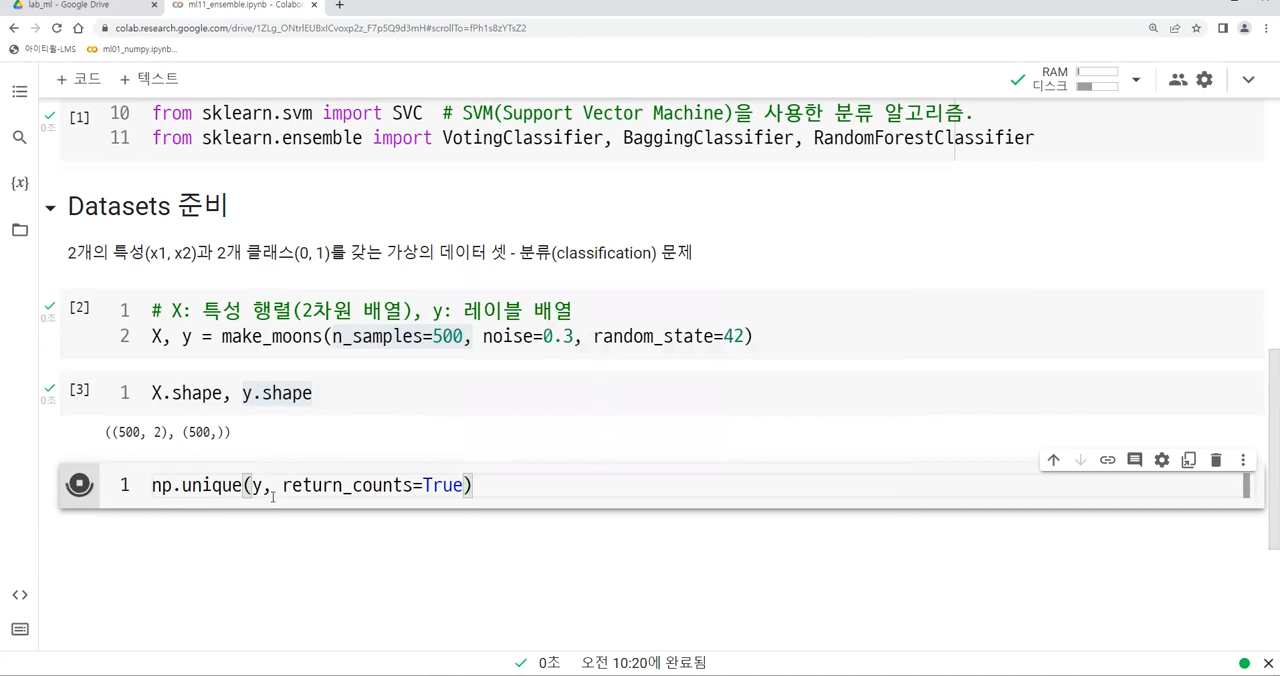 lab_ml - Google Drive
ml11_ensemble.ipynb - Colabor
colab.research.google.com/drive/1ZLg_ONtrlEUBxICvoxp2z_F7p5Q9d3mH#scrollTo=fPh1s8zYTsZ2
아이티윌-LMS
ml01_numpy.ipynb...
+ 코드 + 텍스트
RAM
디스크
[1]
0초
10 from sklearn.svm import SVC # SVM(Support Vector Machine)을 사용한 분류 알고리즘.
11 from sklearn.ensemble import VotingClassifier, BaggingClassifier, RandomForestClassifier
{x}
Datasets 준비
2개의 특성(x1, x2)과 2개 클래스(0, 1)를 갖는 가상의 데이터 셋 - 분류(classification) 문제
[2]
0초
1 # X: 특성 행렬(2차원 배열), y: 레이블 배열
2 X, y = make_moons(n_samples=500, noise=0.3, random_state=42)
[3]
0초
1 X.shape, y.shape
((500, 2), (500,))
1 np.unique(y, return_counts=True)
0초 오전 10:20에 완료됨